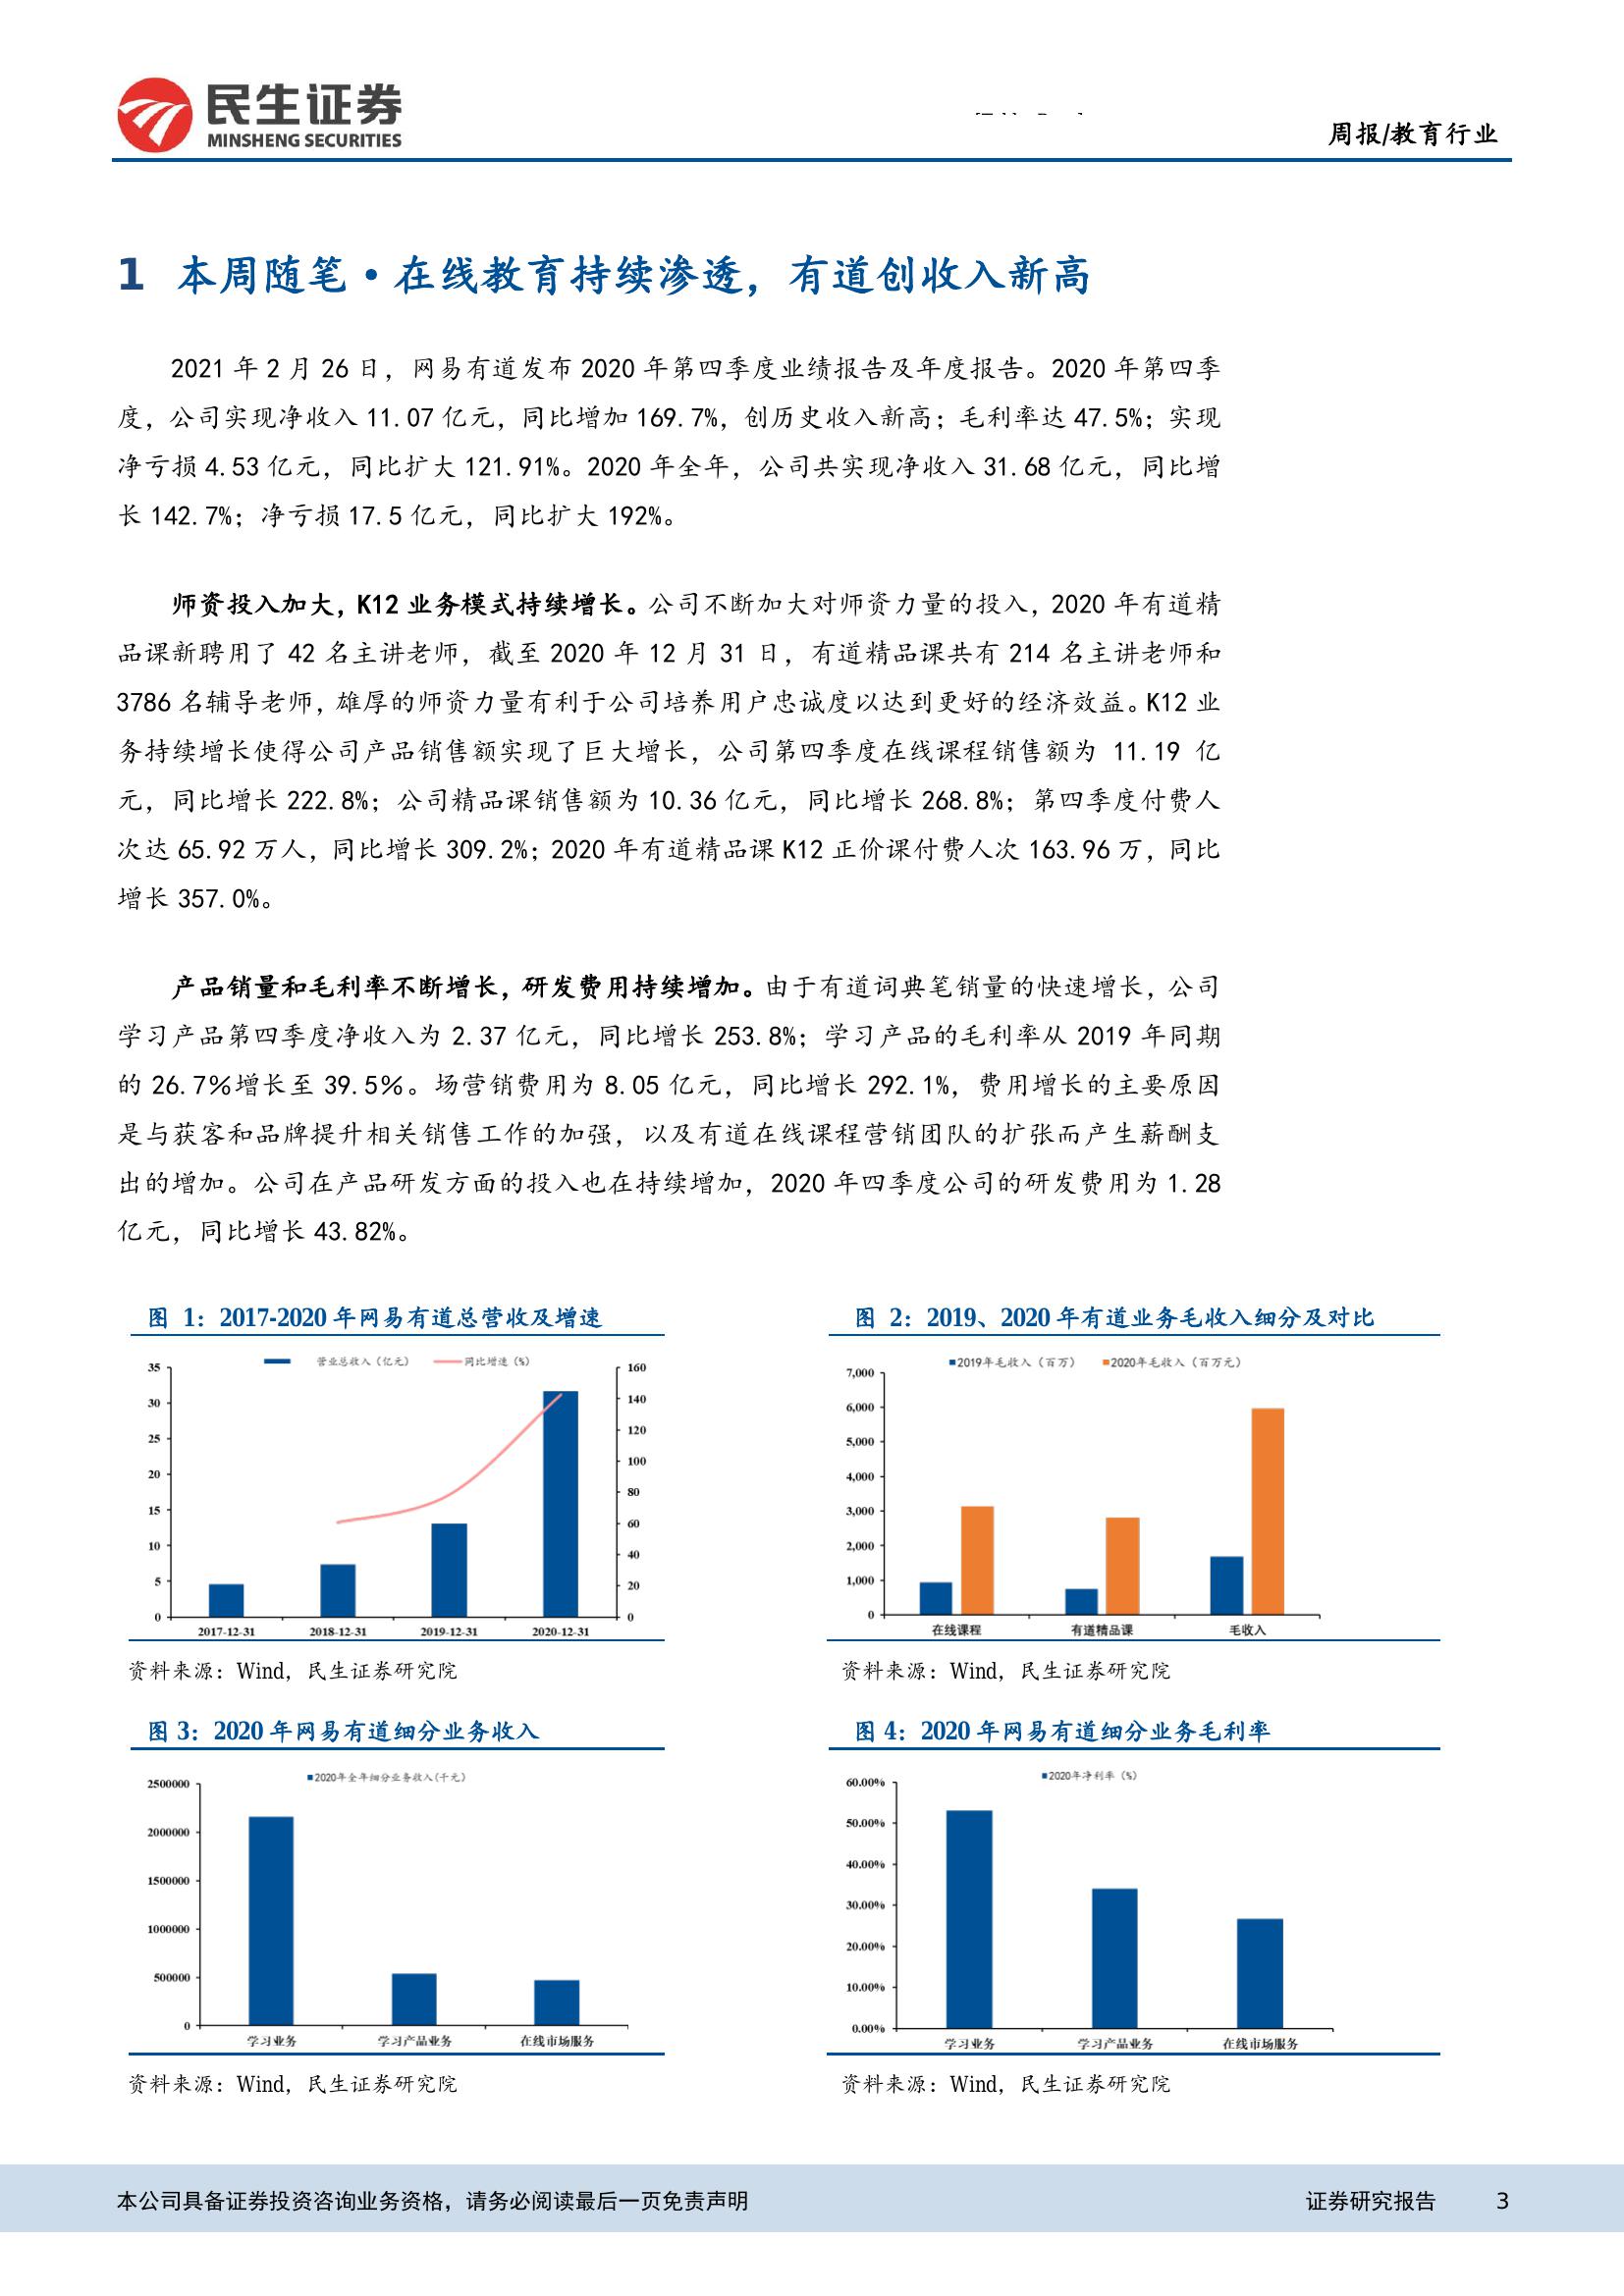 民生证券
MINSHENG SECURITIES
周报/教育行业
1 本周随笔·在线教育持续渗透，有道创收入新高
2021 年 2 月 26 日，网易有道发布 2020 年第四季度业绩报告及年度报告。2020 年第四季
度，公司实现净收入 11.07 亿元，同比增加 169.7%，创历史收入新高；毛利率达 47.5%；实现
净亏损 4.53 亿元，同比扩大 121.91%。2020 年全年，公司共实现净收入 31.68 亿元，同比增
长 142.7%；净亏损 17.5 亿元，同比扩大 192%。
师资投入加大，K12 业务模式持续增长。公司不断加大对师资力量的投入，2020 年有道精
品课新聘用了 42 名主讲老师，截至 2020 年 12 月 31 日，有道精品课共有 214 名主讲老师和
3786 名辅导老师，雄厚的师资力量有利于公司培养用户忠诚度以达到更好的经济效益。K12 业
务持续增长使得公司产品销售额实现了巨大增长，公司第四季度在线课程销售额为 11.19 亿
元，同比增长 222.8%；公司精品课销售额为 10.36 亿元，同比增长 268.8%；第四季度付费人
次达 65.92 万人，同比增长 309.2%；2020 年有道精品课 K12 正价课付费人次 163.96 万，同比
增长 357.0%。
产品销量和毛利率不断增长，研发费用持续增加。由于有道词典笔销量的快速增长，公司
学习产品第四季度净收入为 2.37 亿元，同比增长 253.8%；学习产品的毛利率从 2019 年同期
的 26.7%增长至 39.5%。场营销费用为 8.05 亿元，同比增长 292.1%，费用增长的主要原因
是与获客和品牌提升相关销售工作的加强，以及有道在线课程营销团队的扩张而产生薪酬支
出的增加。公司在产品研发方面的投入也在持续增加，2020 年四季度公司的研发费用为 1.28
亿元，同比增长 43.82%。
图 1：2017-2020 年网易有道总营收及增速
营业总收入（亿元） 同比增速（%）
35
30
25
20
15
10
5
0
160
140
120
100
80
60
40
20
0
2017-12-31 2018-12-31 2019-12-31 2020-12-31
资料来源：Wind，民生证券研究院
图 2：2019、2020 年有道业务毛收入细分及对比
2019年毛收入（百万） 2020年毛收入（百万元）
7,000
6,000
5,000
4,000
3,000
2,000
1,000
0
在线课程 有道精品课 毛收入
资料来源：Wind，民生证券研究院
图 3：2020 年网易有道细分业务收入
2020年全年细分业务收入(千元)
2500000
2000000
1500000
1000000
500000
0
学习业务 学习产品业务 在线市场服务
资料来源：Wind，民生证券研究院
图 4：2020 年网易有道细分业务毛利率
2020年净利率（%）
60.00%
50.00%
40.00%
30.00%
20.00%
10.00%
0.00%
学习业务 学习产品业务 在线市场服务
资料来源：Wind，民生证券研究院
本公司具备证券投资咨询业务资格，请务必阅读最后一页免责声明
证券研究报告 3